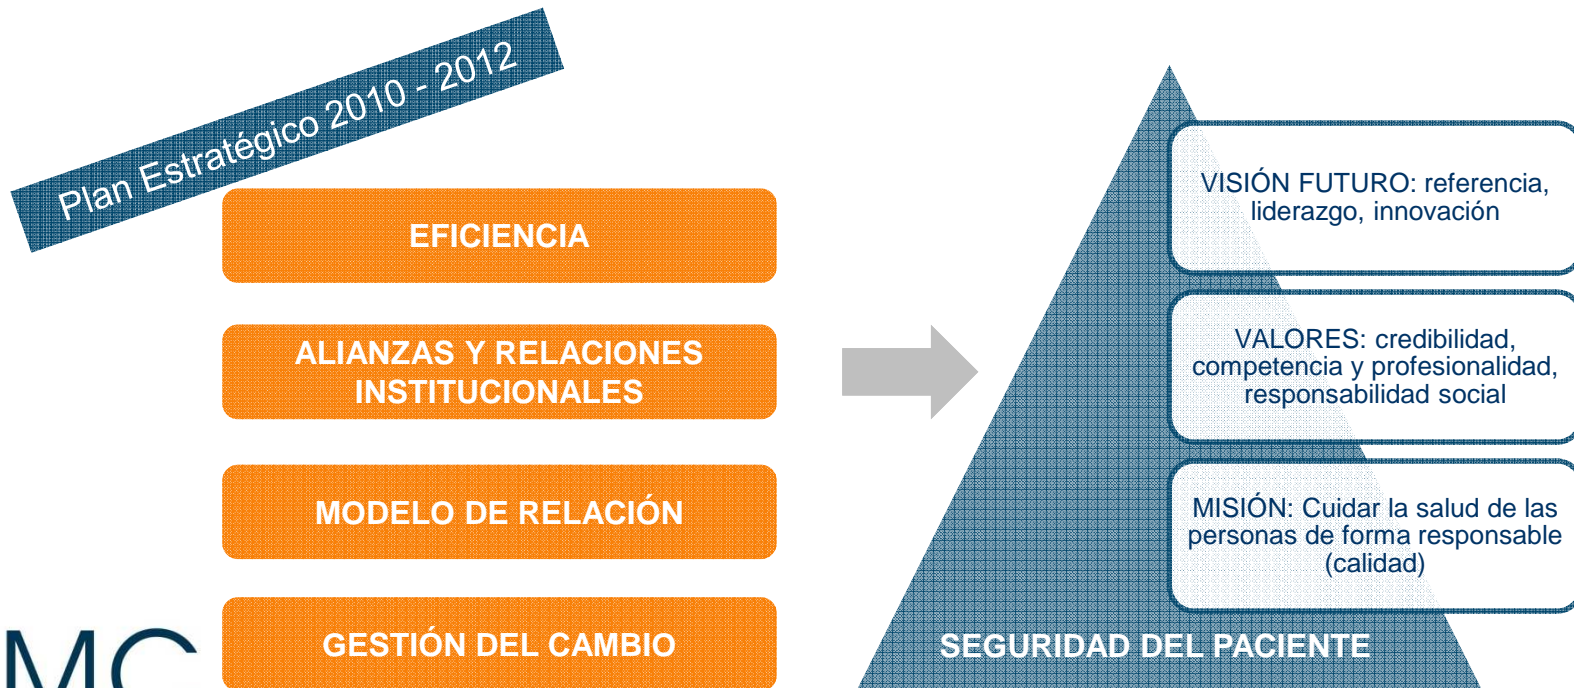 Plan Estratégico 2010 - 2012
EFICIENCIA
ALIANZAS Y RELACIONES
INSTITUCIONALES
MODELO DE RELACIÓN
GESTIÓN DEL CAMBIO
VISIÓN FUTURO: referencia,
liderazgo, innovación
VALORES: credibilidad,
competencia y profesionalidad,
responsabilidad social
MISIÓN: Cuidar la salud de las
personas de forma responsable
(calidad)
SEGURIDAD DEL PACIENTE
MC